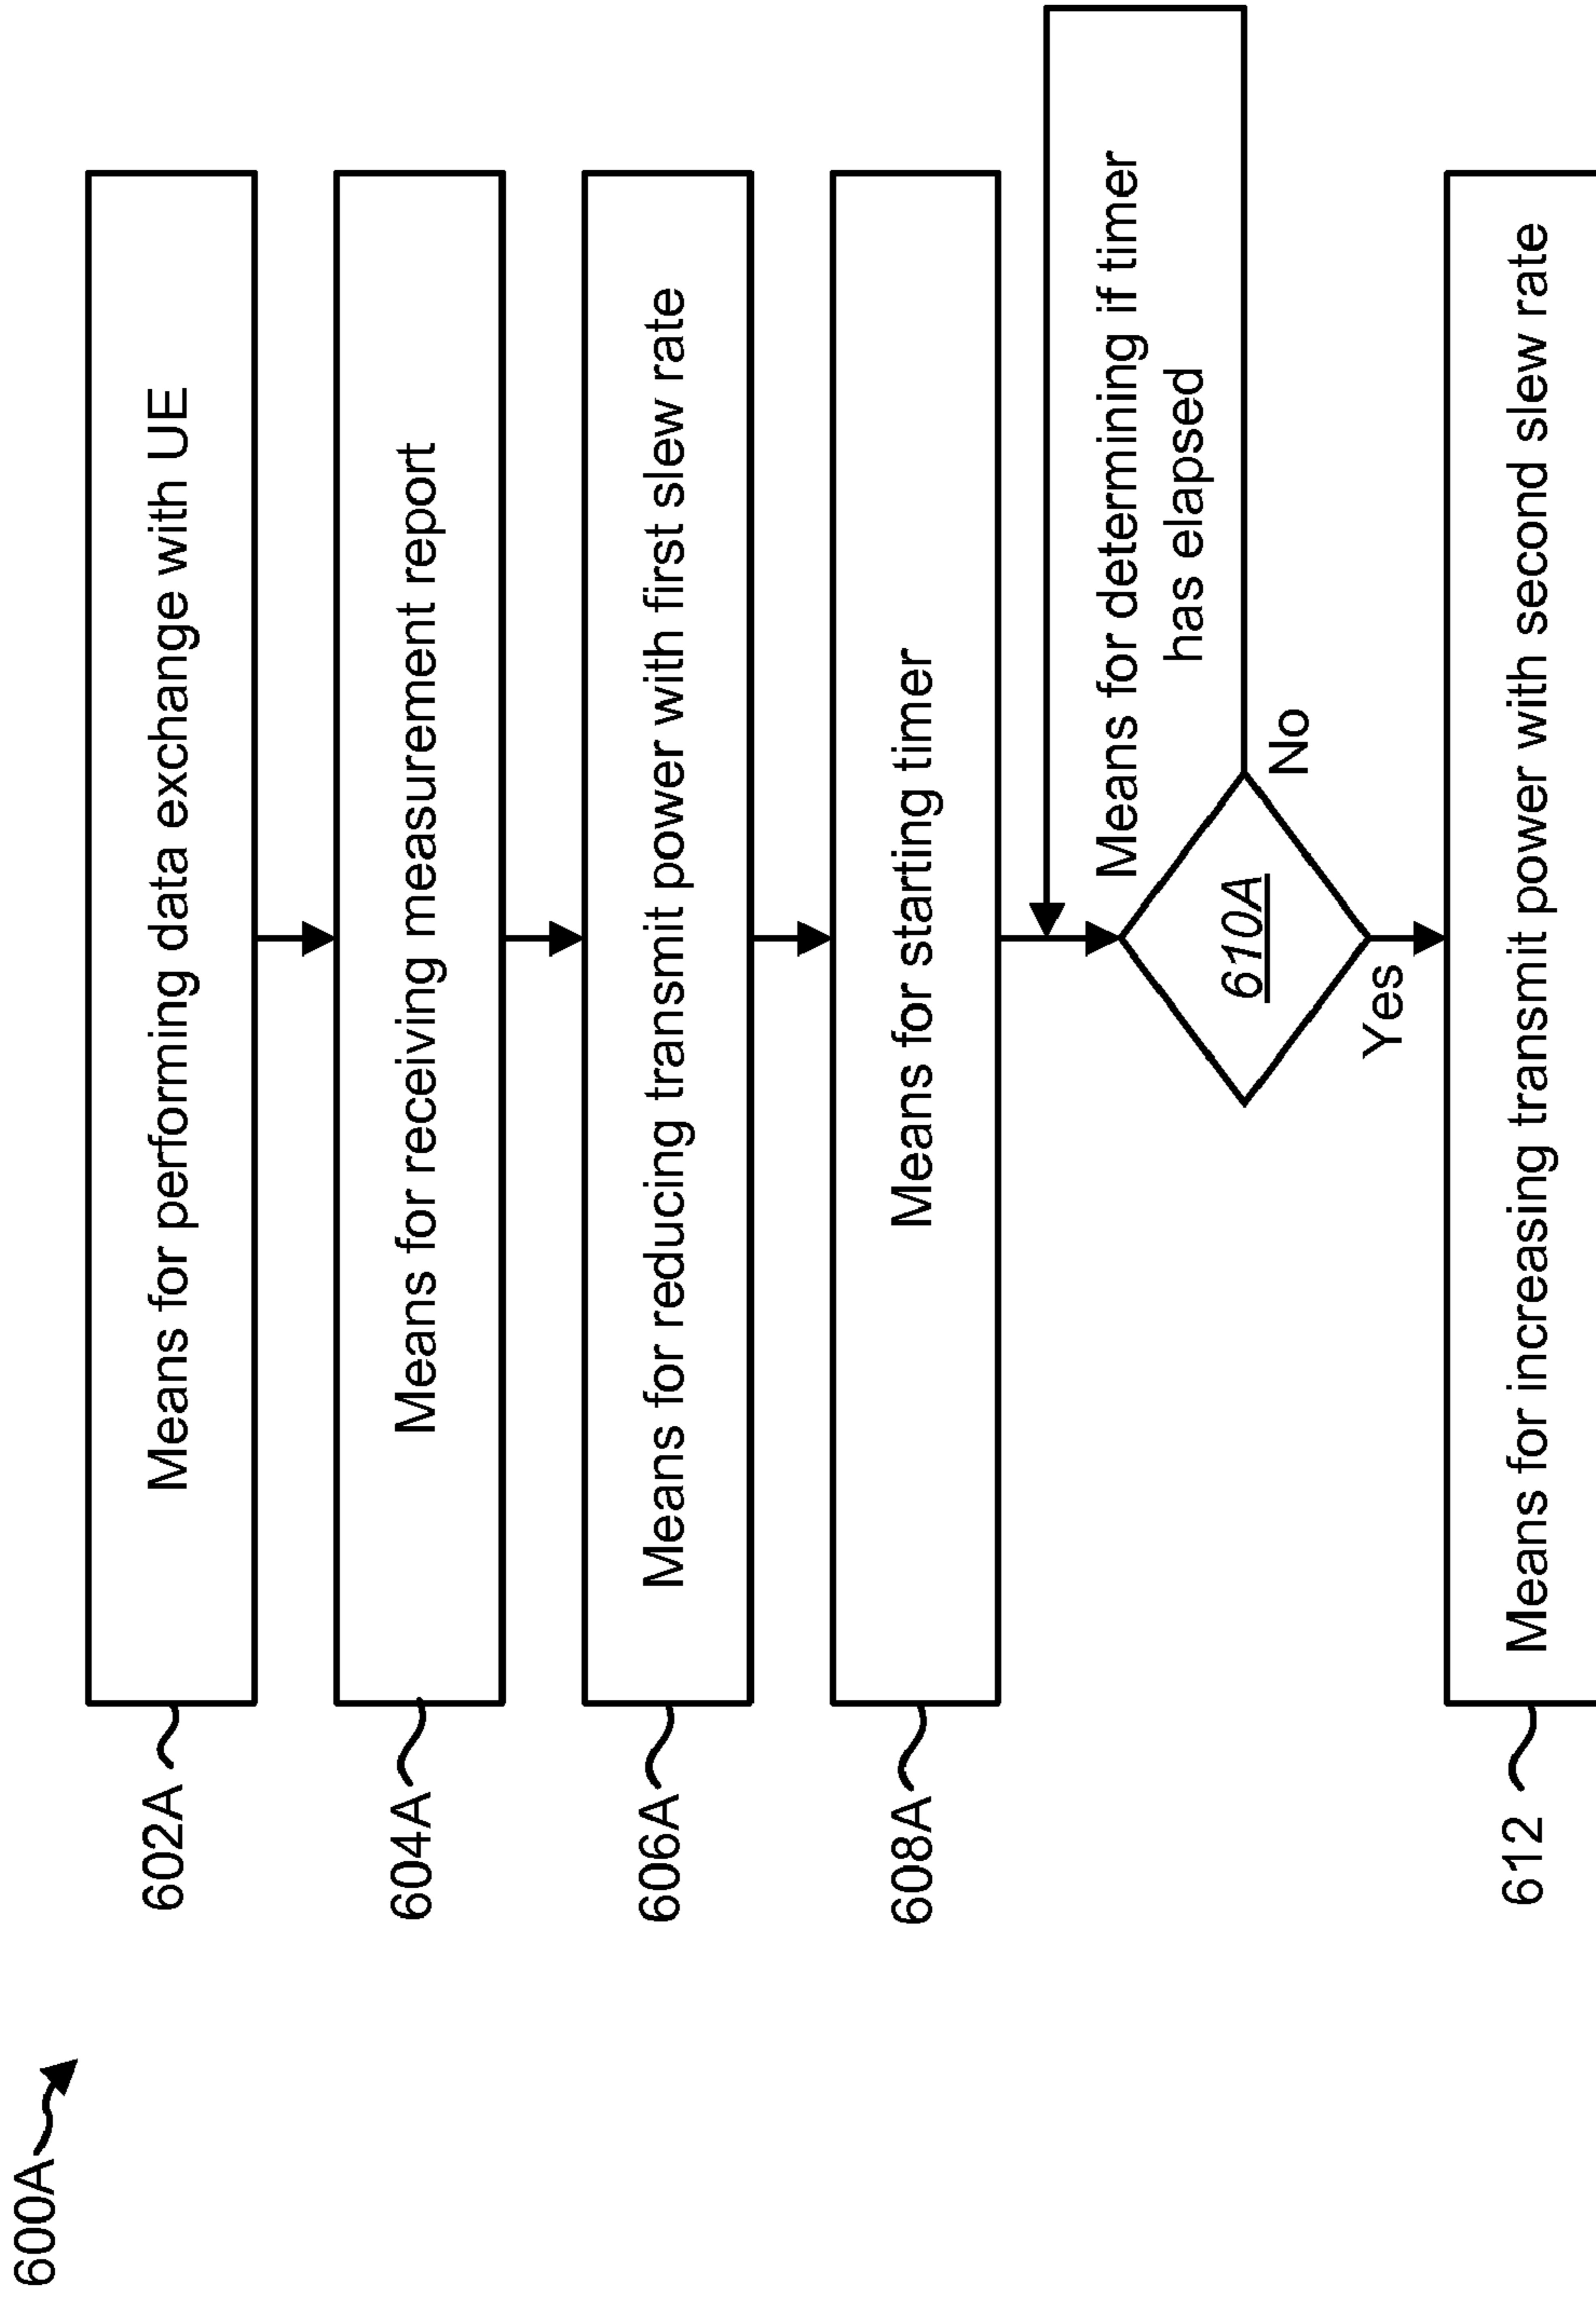 600A
602A
Means for performing data exchange with UE
604A
Means for receiving measurement report
606A
Means for reducing transmit power with first slew rate
608A
Means for starting timer
Means for determining if timer
has elapsed
610A
No
Yes
612
Means for increasing transmit power with second slew rate